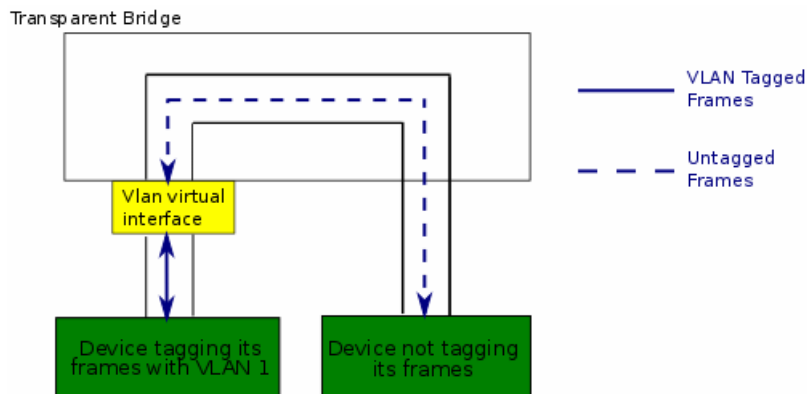 Transparent Bridge
VLAN Tagged
Frames
Untagged
Frames
Vlan virtual
interface
Device tagging its
frames with VLAN 1
Device not tagging
its frames